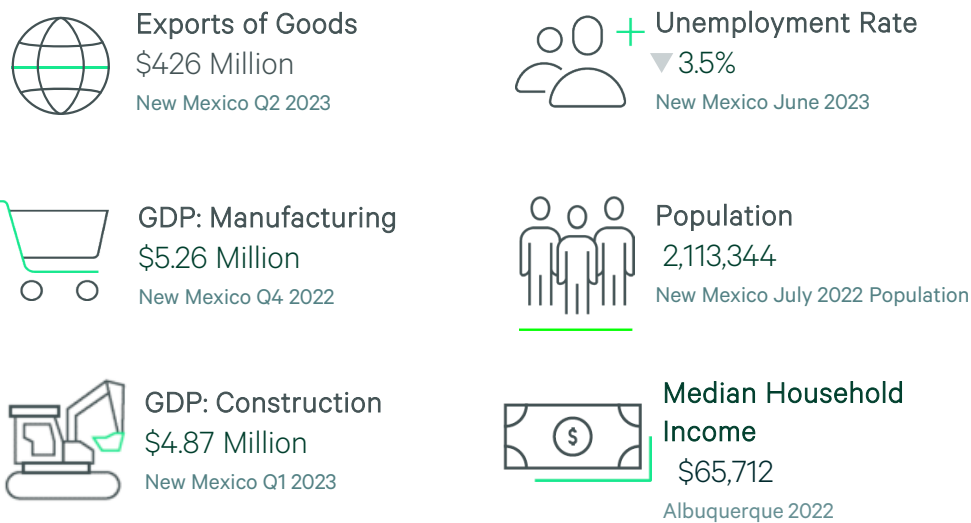 Exports of Goods
$426 Million
New Mexico Q2 2023
Unemployment Rate
3.5%
New Mexico June 2023
GDP: Manufacturing
$5.26 Million
New Mexico Q4 2022
Population
2,113,344
New Mexico July 2022 Population
GDP: Construction
$4.87 Million
New Mexico Q1 2023
Median Household
Income
$
$65,712
Albuquerque 2022